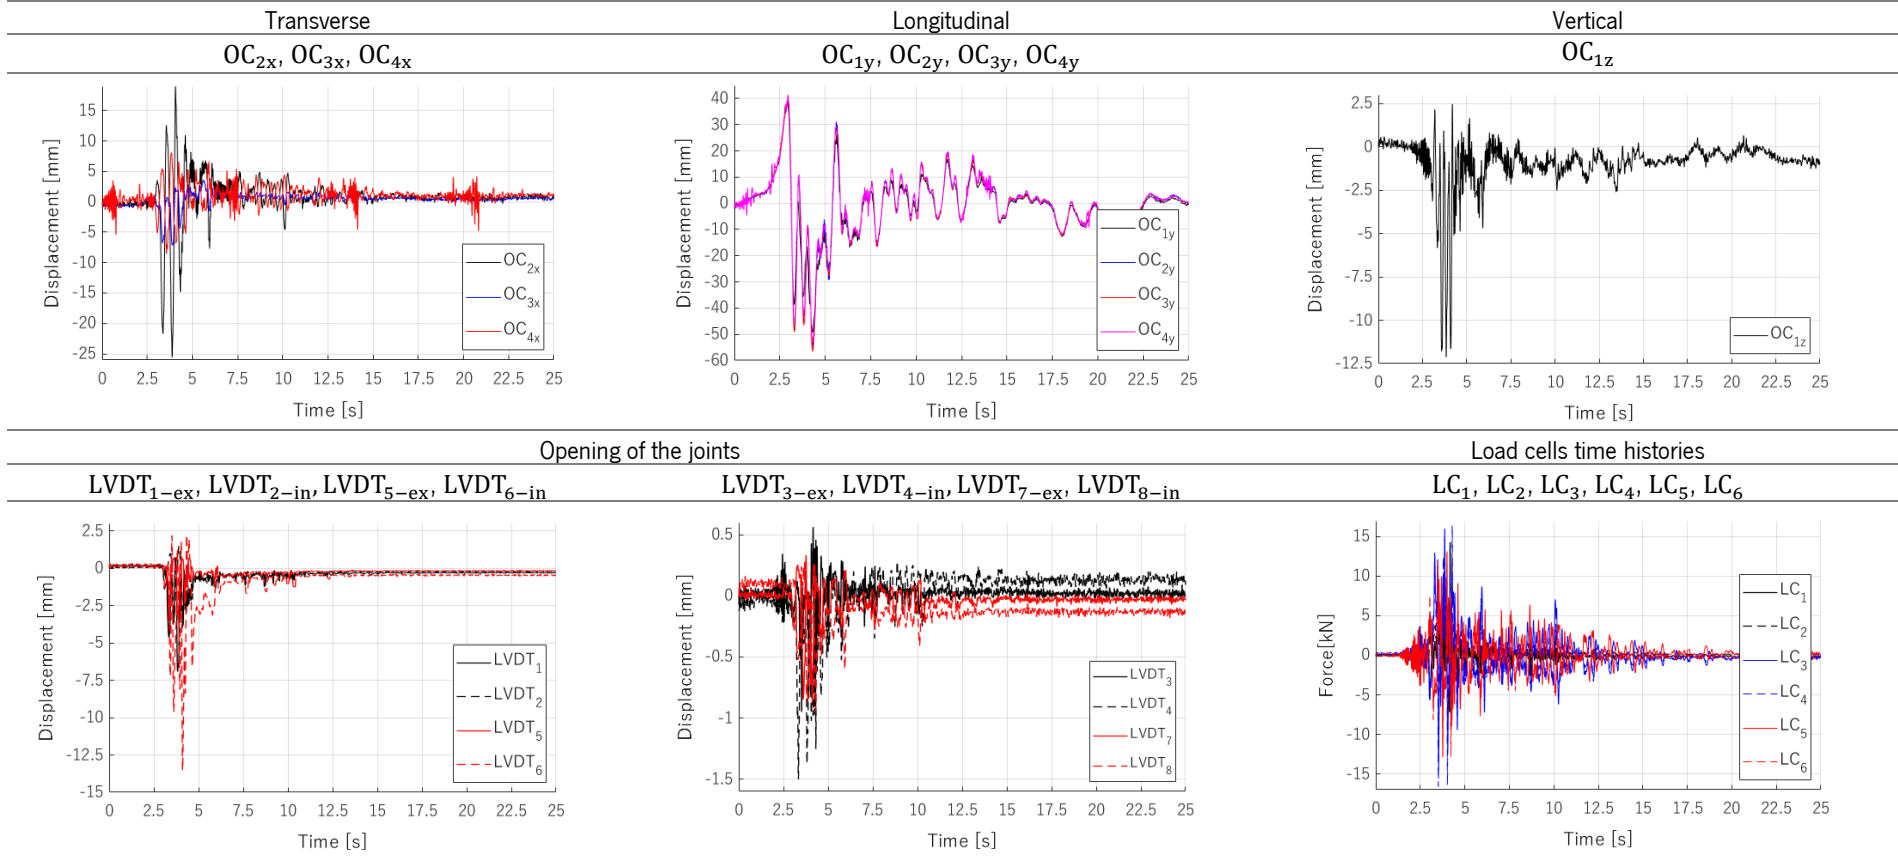 Transverse Longitudinal Vertical
OC2x, OC3x, OC4x OC1y, OC2y, OC3y, OC4y OC1z
Displacement [mm]
15
10
5
0
-5
-10
-15
-20
-25
OC2x
OC3x
OC4x
0 2.5 5 7.5 10 12.5 15 17.5 20 22.5 25
Time [s]
Displacement [mm]
40
30
20
10
0
-10
-20
-30
-40
-50
-60
OC1y
OC2y
OC3y
OC4y
0 2.5 5 7.5 10 12.5 15 17.5 20 22.5 25
Time [s]
Displacement [mm]
2.5
0
-2.5
-5
-7.5
-10
-12.5
OC1z
0 2.5 5 7.5 10 12.5 15 17.5 20 22.5 25
Time [s]
Opening of the joints Load cells time histories
LVDT1−ex, LVDT2−in, LVDT5−ex, LVDT6−in LVDT3−ex, LVDT4−in, LVDT7−ex, LVDT8−in LC1, LC2, LC3, LC4, LC5, LC6
Displacement [mm]
2.5
0
-2.5
-5
-7.5
-10
-12.5
-15
LVDT1
LVDT2
LVDT5
LVDT6
0 2.5 5 7.5 10 12.5 15 17.5 20 22.5 25
Time [s]
Displacement [mm]
0.5
0
-0.5
-1
-1.5
LVDT3
LVDT4
LVDT7
LVDT8
0 2.5 5 7.5 10 12.5 15 17.5 20 22.5 25
Time [s]
Force[kN]
15
10
5
0
-5
-10
-15
LC1
LC2
LC3
LC4
LC5
LC6
0 2.5 5 7.5 10 12.5 15 17.5 20 22.5 25
Time [s]